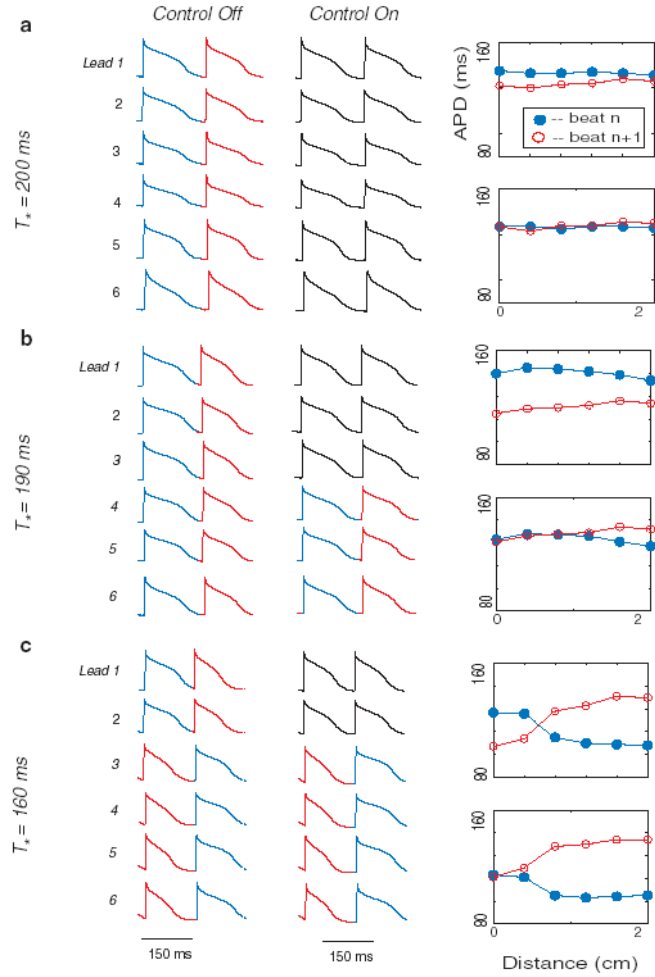 Control Off
Control On
a
T* = 200 ms
Lead 1
2
3
4
5
6
APD (ms)
160
80
-- beat n
-- beat n+1
160
80
0
2
b
T* = 190 ms
Lead 1
2
3
4
5
6
160
80
160
80
0
2
c
T* = 160 ms
Lead 1
2
3
4
5
6
160
80
160
80
0
2
150 ms
150 ms
Distance (cm)